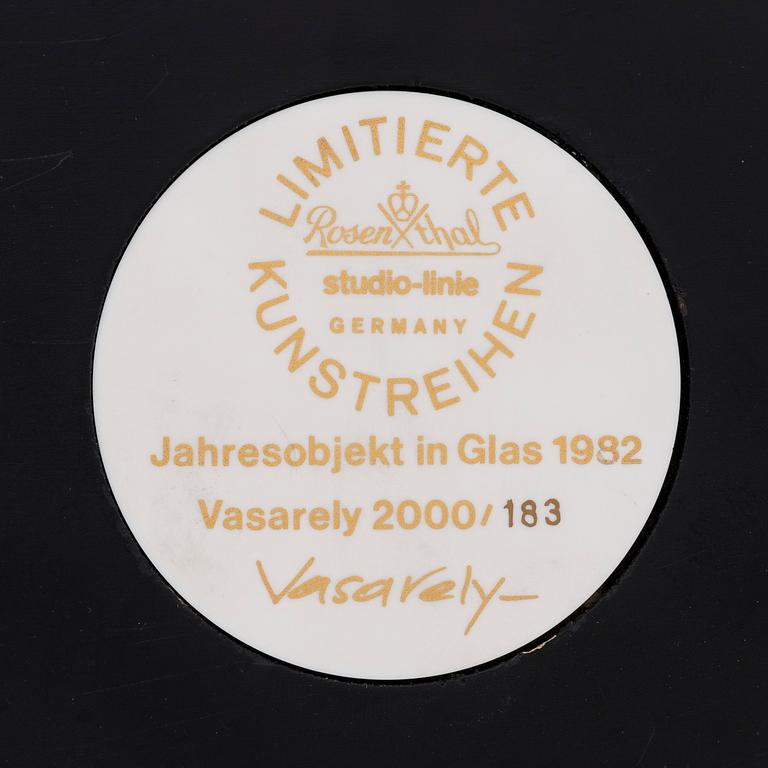 LIMITIERTE
Rosenthal
studio-linie
GERMANY
KUNSTREIHEN
Jahresobjekt in Glas 1982
Vasarely 2000/183
Vasarely